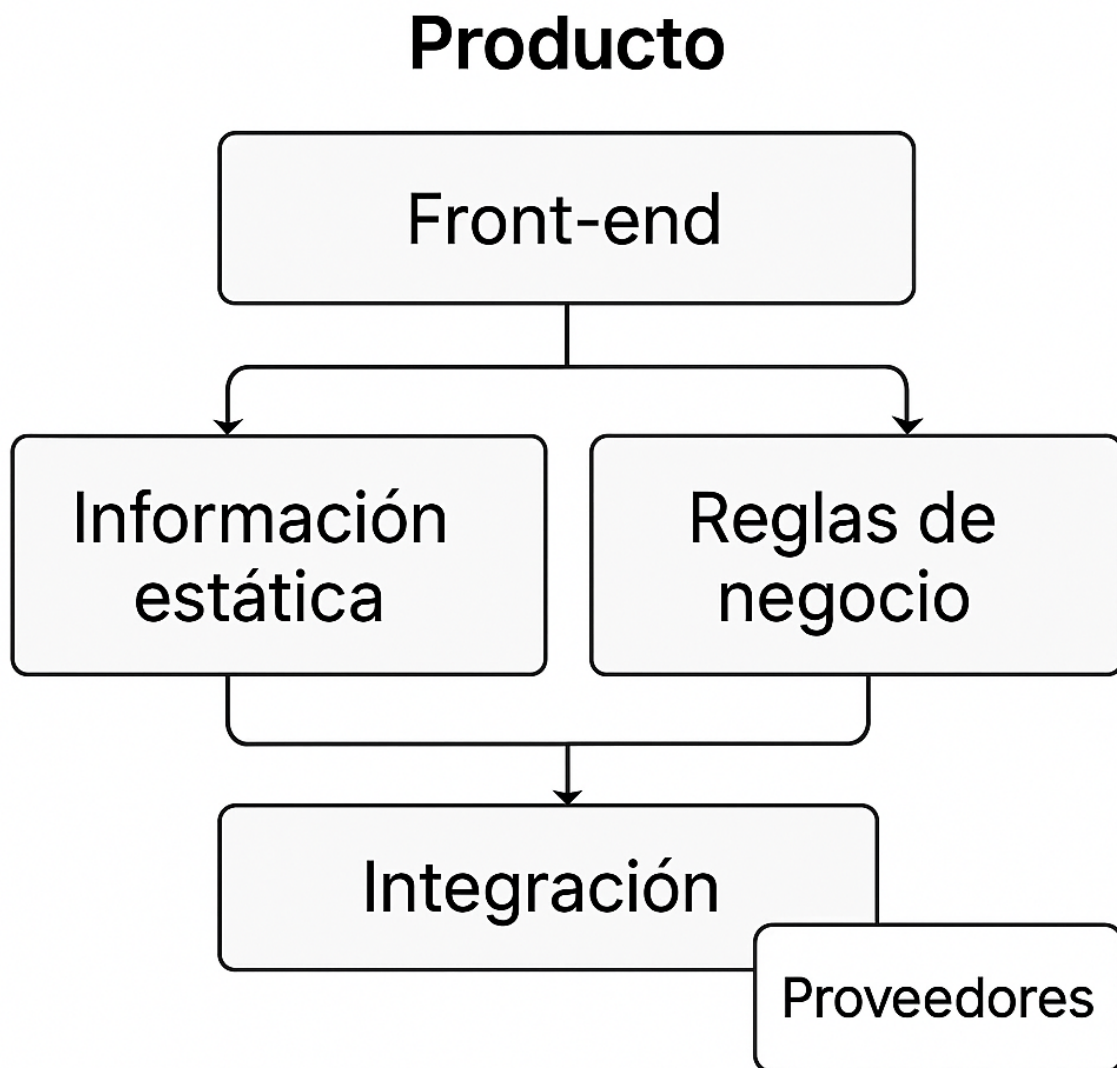 Producto
Front-end
Información
estática
Reglas de
negocio
Integración
Proveedores